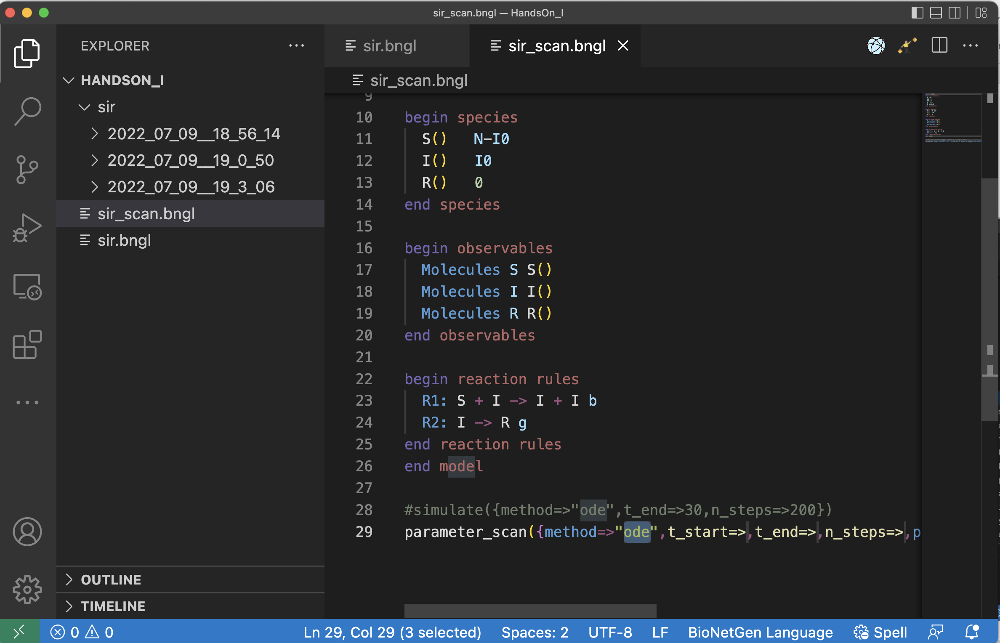 sir_scan.bngl — HandsOn_I
EXPLORER
HANDSON_I
sir
2022_07_09__18_56_14
2022_07_09__19_0_50
2022_07_09__19_3_06
sir_scan.bngl
sir.bngl
OUTLINE
TIMELINE
sir.bngl
sir_scan.bngl
sir_scan.bngl
9
10 begin species
11 S() N-I0
12 I() I0
13 R() 0
14 end species
15
16 begin observables
17 Molecules S S()
18 Molecules I I()
19 Molecules R R()
20 end observables
21
22 begin reaction rules
23 R1: S + I -> I + I b
24 R2: I -> R g
25 end reaction rules
26 end model
27
28 #simulate({method=>"ode",t_end=>30,n_steps=>200})
29 parameter_scan({method=>"ode",t_start=>,t_end=>,n_steps=>,p
0 0 Ln 29, Col 29 (3 selected) Spaces: 2 UTF-8 LF BioNetGen Language Spell